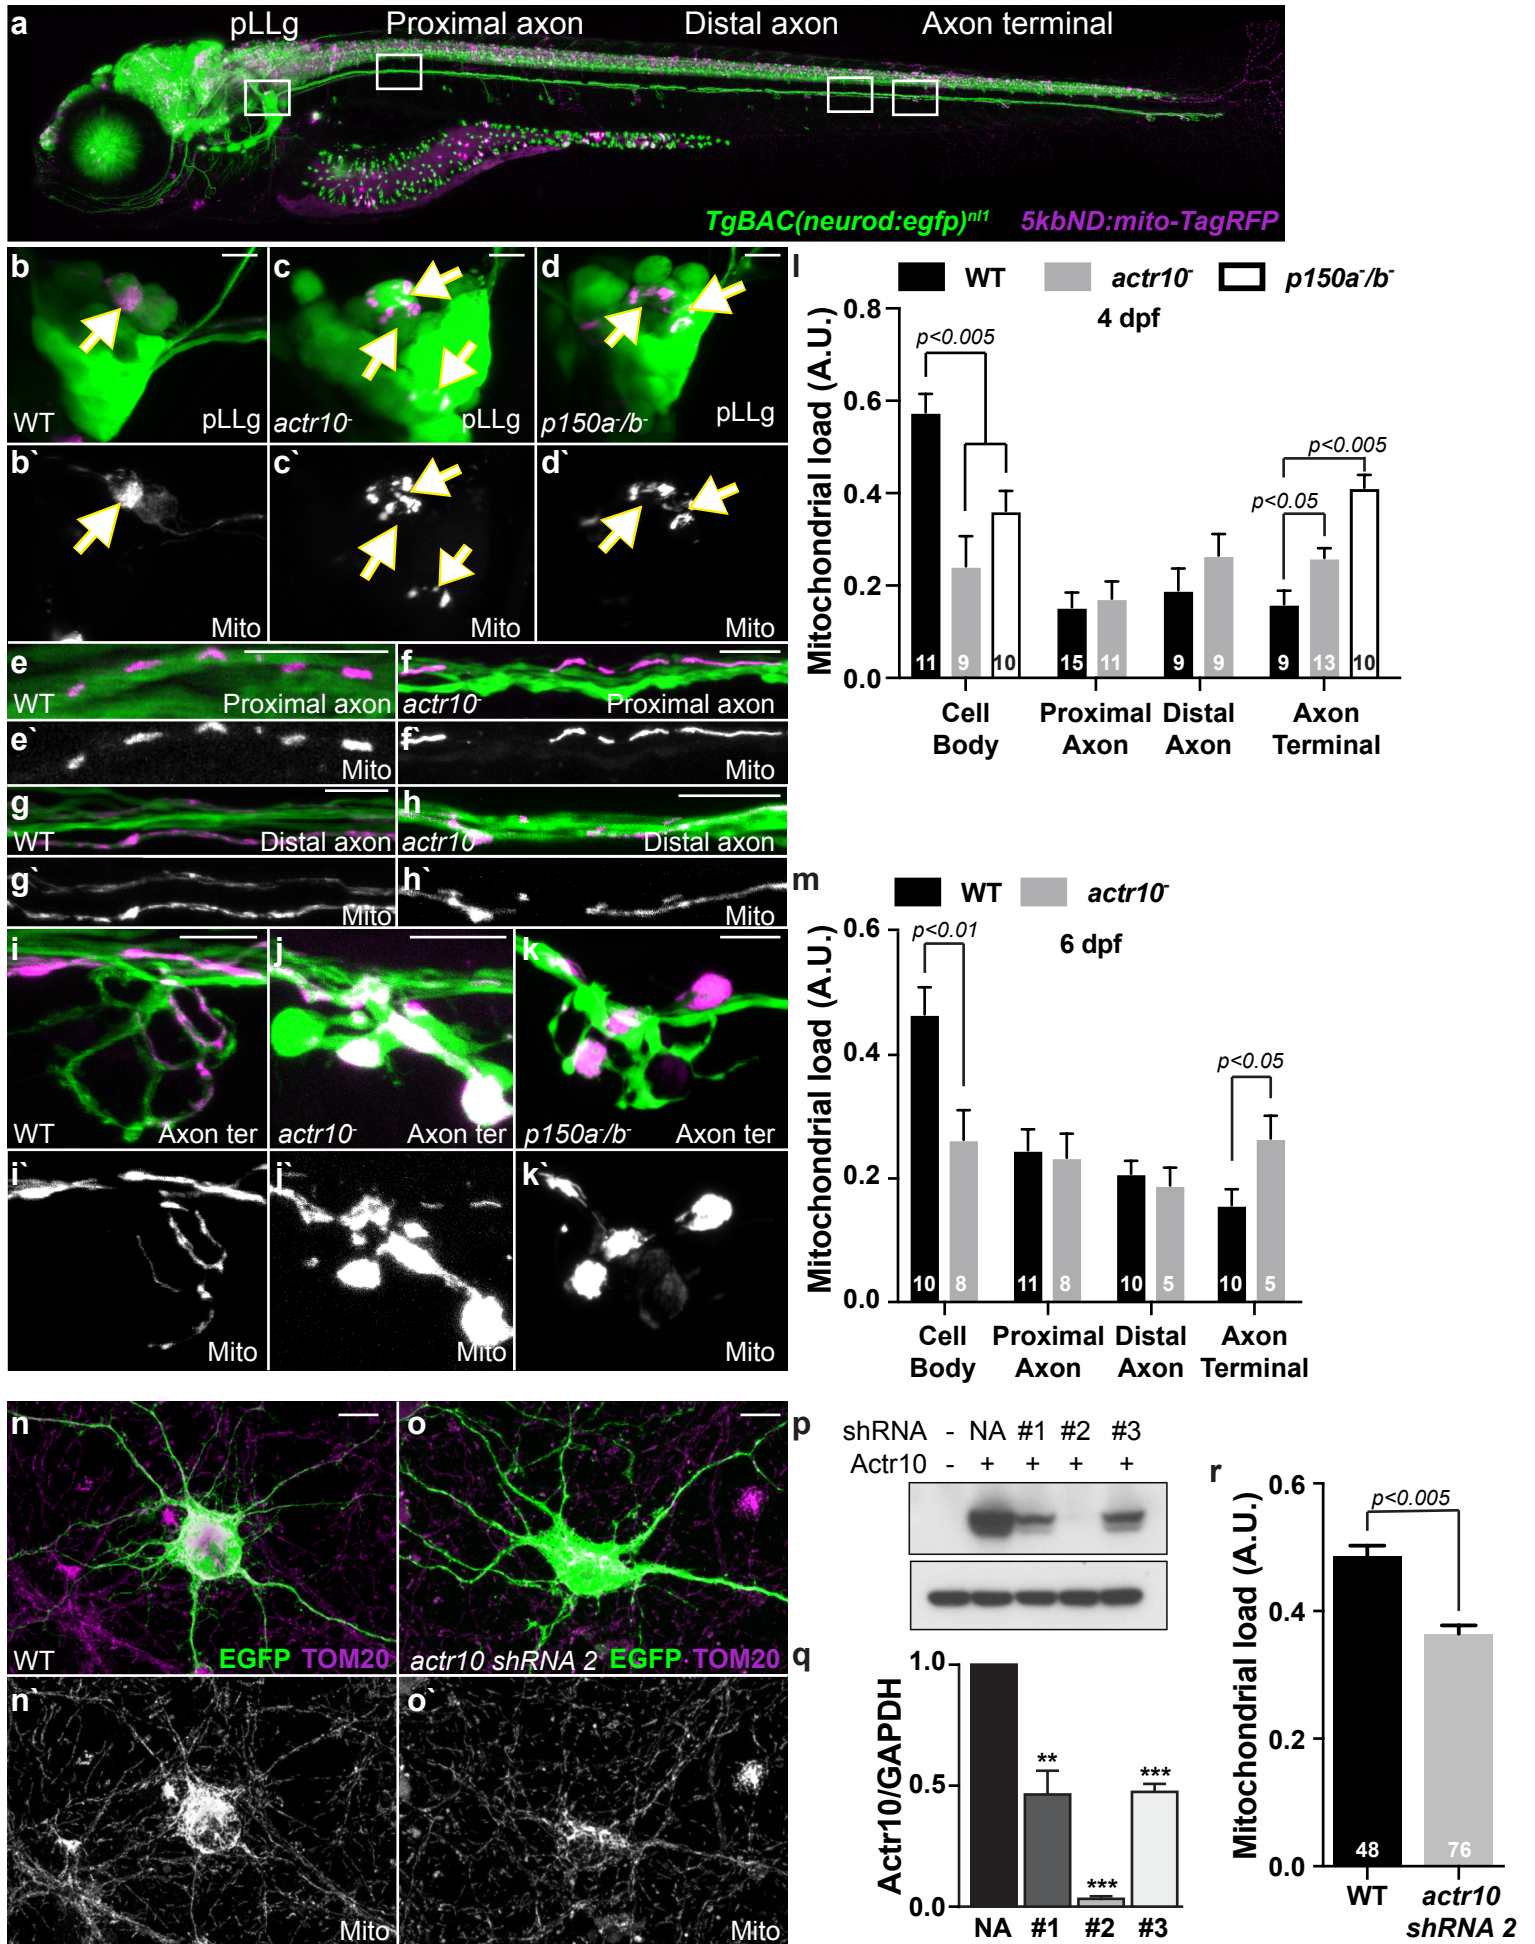 a
pLLg Proximal axon Distal axon Axon terminal
TgBAC(neurod:egfp)nl1 5kbND:mito-TagRFP
b
WT pLLg
c
actr10- pLLg
d
p150a-/b- pLLg
b`
Mito
c`
Mito
d`
Mito
e
WT Proximal axon
f
actr10- Proximal axon
e`
Mito
f`
Mito
g
WT Distal axon
h
actr10- Distal axon
g`
Mito
h`
Mito
i
WT Axon ter
j
actr10- Axon ter
k
p150a-/b- Axon ter
i`
Mito
j`
Mito
k`
Mito
l
WT actr10- p150a-/b-
4 dpf
Mitochondrial load (A.U.)
0.8
0.6
0.4
0.2
0.0
p<0.005
p<0.005
p<0.05
11 9 10 15 11 9 9 9 13 10
Cell Body
Proximal Axon
Distal Axon
Axon Terminal
m
WT actr10-
6 dpf
Mitochondrial load (A.U.)
0.6
0.4
0.2
0.0
p<0.01
p<0.05
10 8 11 8 10 5 10 5
Cell Body
Proximal Axon
Distal Axon
Axon Terminal
n
WT EGFP TOM20
o
actr10 shRNA 2 EGFP TOM20
n`
Mito
o`
Mito
p
shRNA - NA #1 #2 #3
Actr10 - + + + +
q
Actr10/GAPDH
1.0
0.5
0.0
** *** ***
NA #1 #2 #3
r
Mitochondrial load (A.U.)
0.6
0.4
0.2
0.0
p<0.005
48 76
WT
actr10
shRNA 2